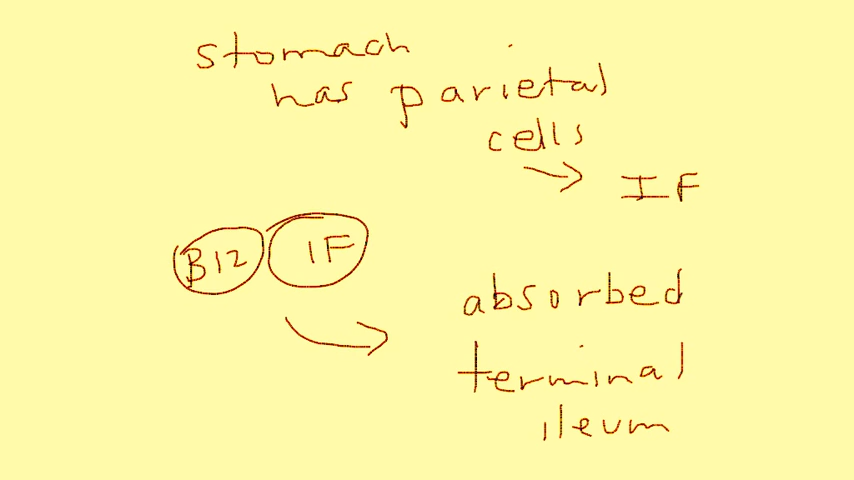 stomach
has parietal
cells
→ IF
B12 IF
→ absorbed
terminal
ileum